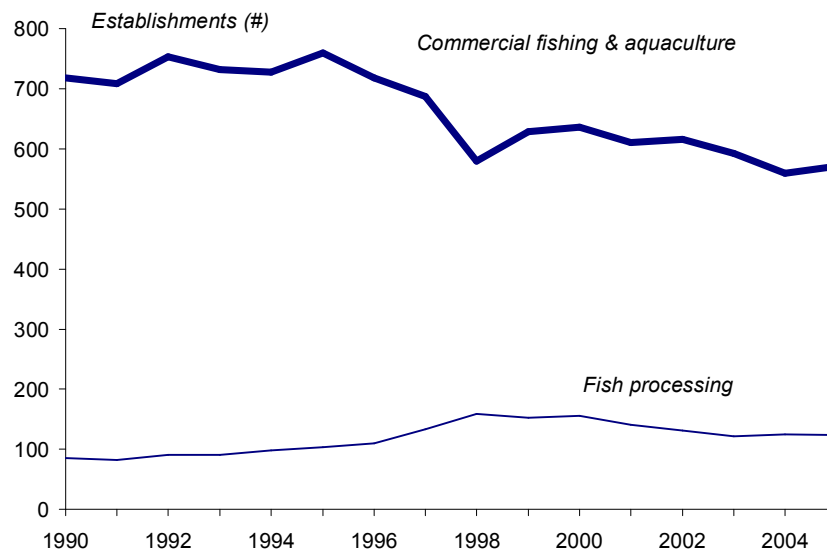 Establishments (#)
Commercial fishing & aquaculture
800
700
600
500
400
300
200
100
0
Fish processing
1990 1992 1994 1996 1998 2000 2002 2004